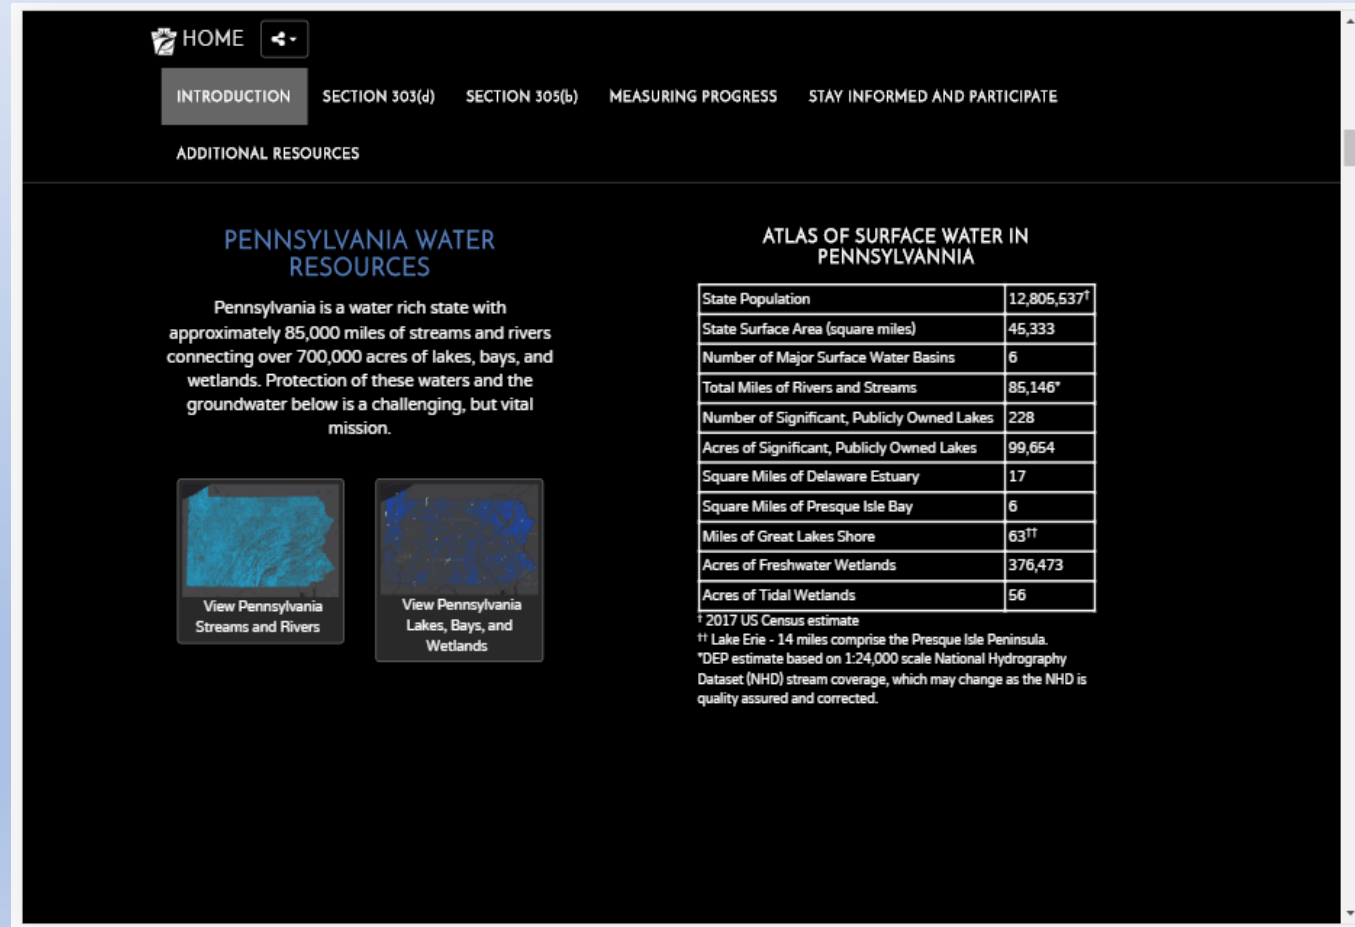 HOME
INTRODUCTION SECTION 303(d) SECTION 305(b) MEASURING PROGRESS STAY INFORMED AND PARTICIPATE
ADDITIONAL RESOURCES
PENNSYLVANIA WATER
RESOURCES
Pennsylvania is a water rich state with
approximately 85,000 miles of streams and rivers
connecting over 700,000 acres of lakes, bays, and
wetlands. Protection of these waters and the
groundwater below is a challenging, but vital
mission.
View Pennsylvania
Streams and Rivers
View Pennsylvania
Lakes, Bays, and
Wetlands
ATLAS OF SURFACE WATER IN
PENNSYLVANNIA
State Population 12,805,537†
State Surface Area (square miles) 45,333
Number of Major Surface Water Basins 6
Total Miles of Rivers and Streams 85,146*
Number of Significant, Publicly Owned Lakes 228
Acres of Significant, Publicly Owned Lakes 99,654
Square Miles of Delaware Estuary 17
Square Miles of Presque Isle Bay 6
Miles of Great Lakes Shore 63††
Acres of Freshwater Wetlands 376,473
Acres of Tidal Wetlands 56
† 2017 US Census estimate
†† Lake Erie - 14 miles comprise the Presque Isle Peninsula.
*DEP estimate based on 1:24,000 scale National Hydrography
Dataset (NHD) stream coverage, which may change as the NHD is
quality assured and corrected.